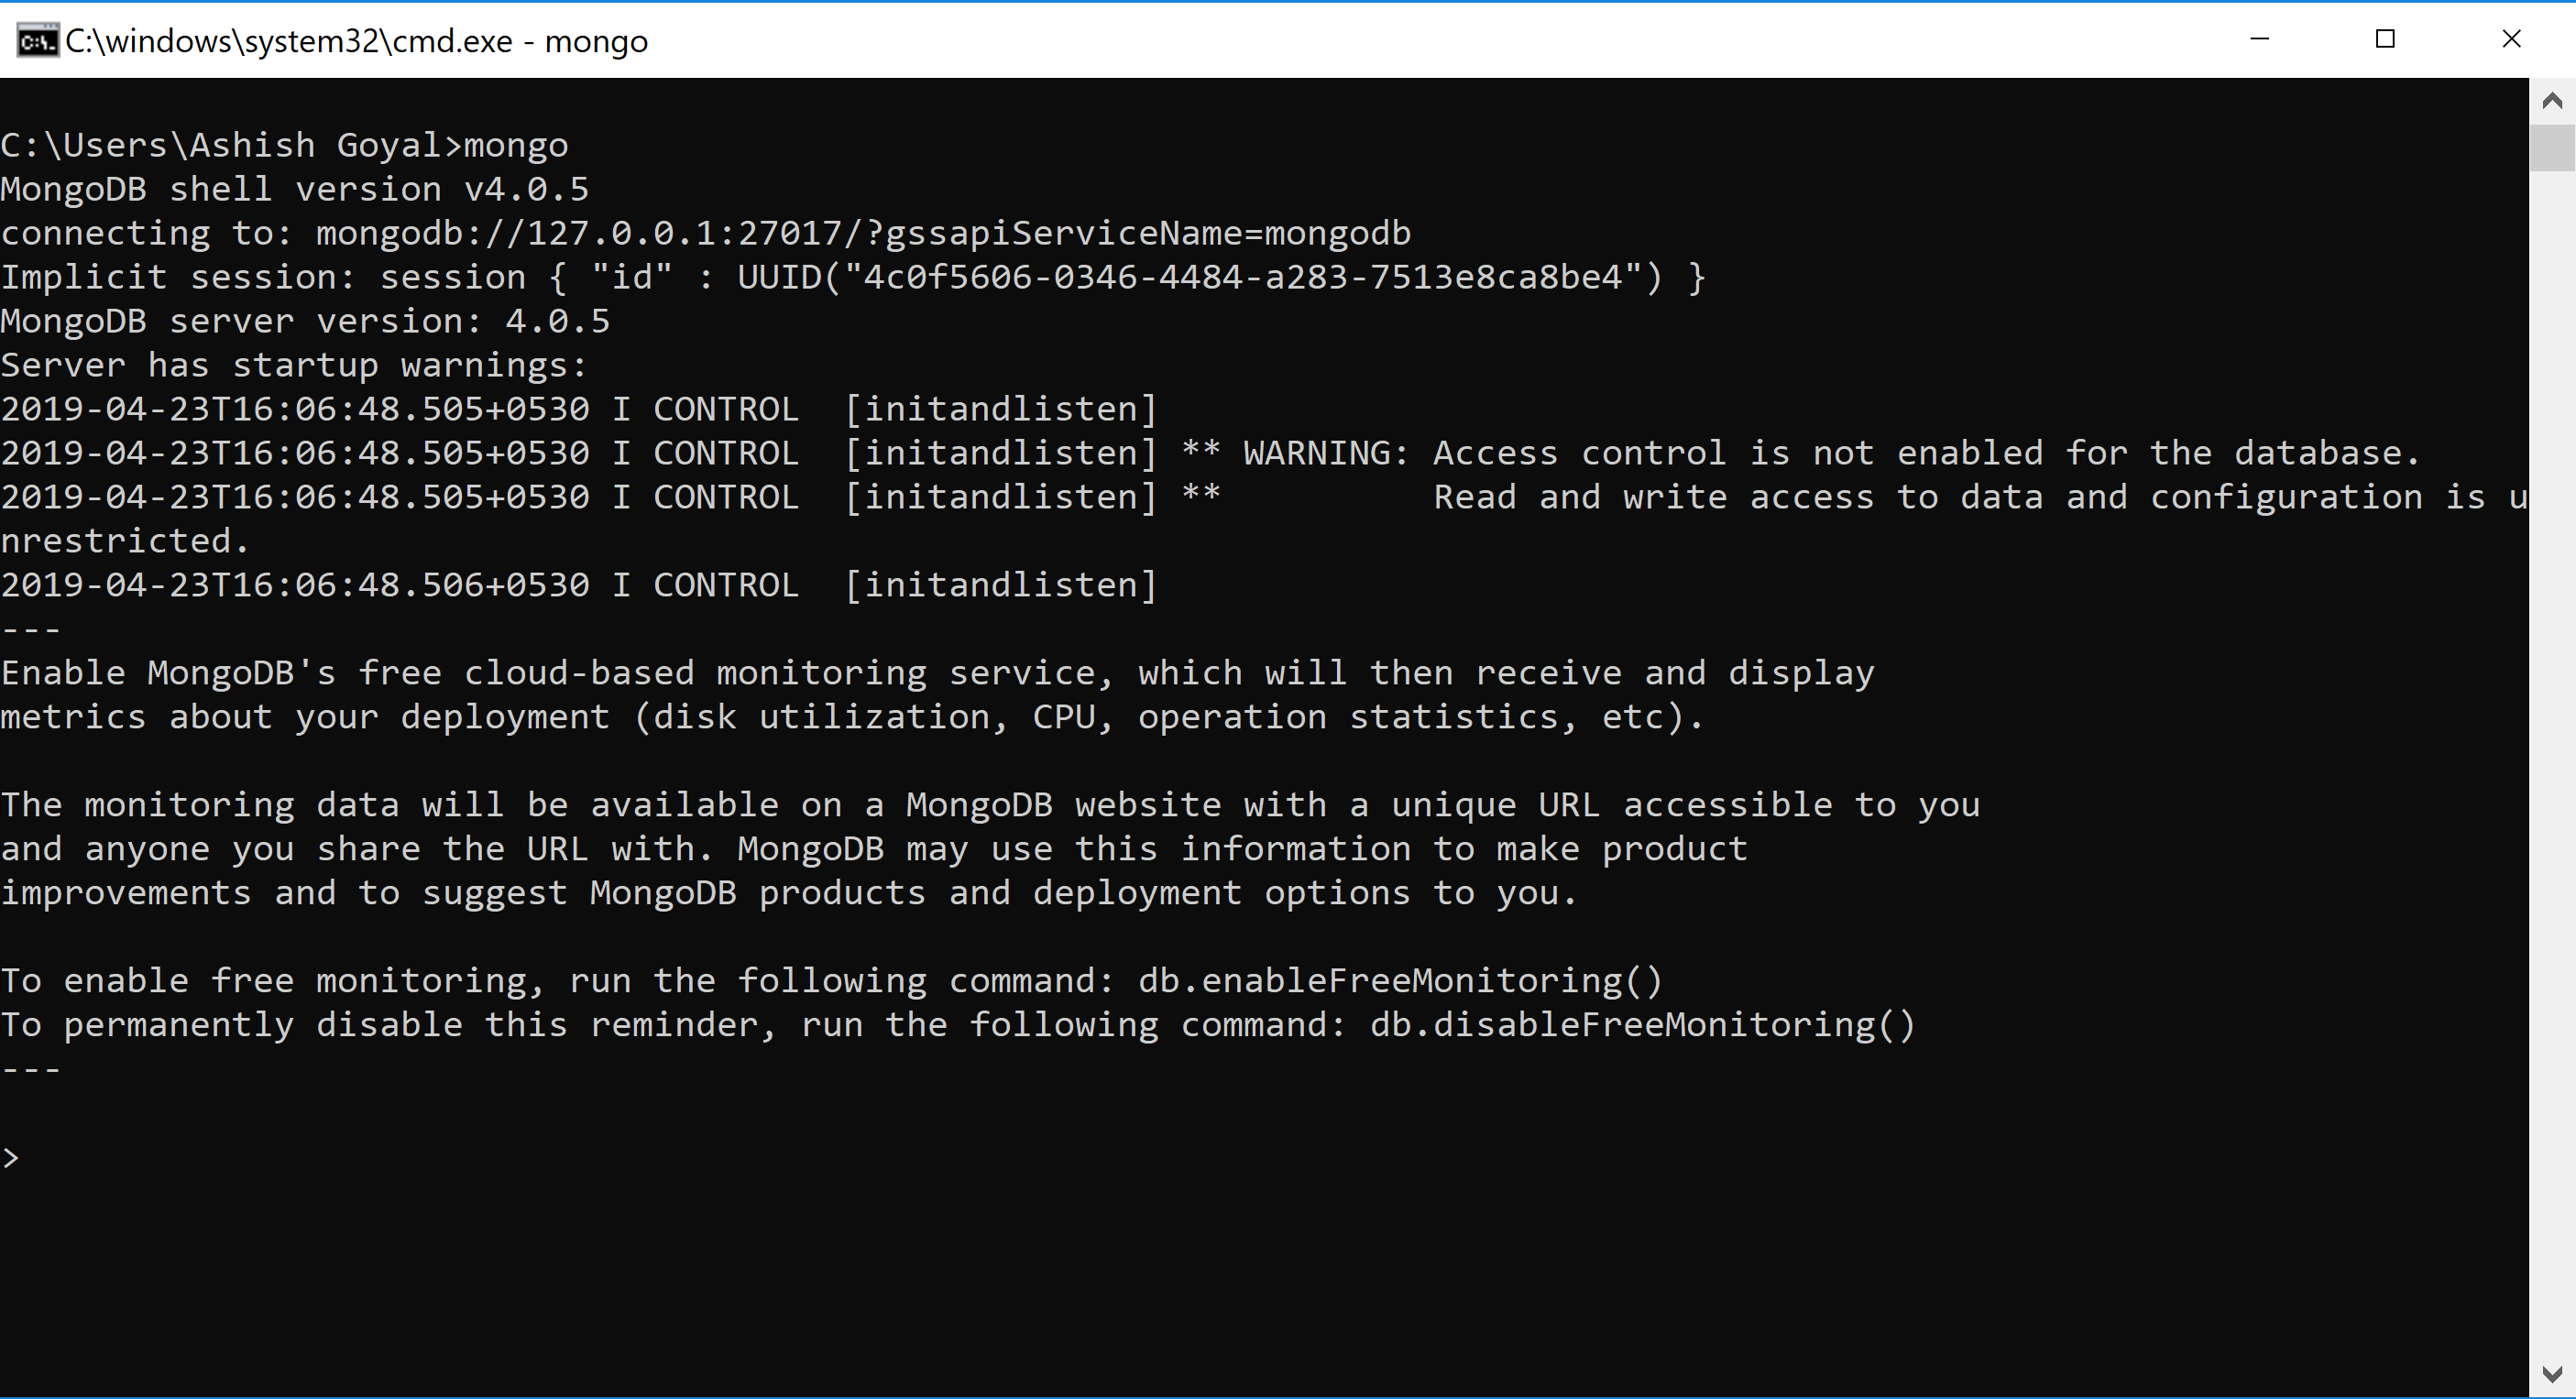 C:\windows\system32\cmd.exe - mongo
C:\Users\Ashish Goyal>mongo
MongoDB shell version v4.0.5
connecting to: mongodb://127.0.0.1:27017/?gssapiServiceName=mongodb
Implicit session: session { "id" : UUID("4c0f5606-0346-4484-a283-7513e8ca8be4") }
MongoDB server version: 4.0.5
Server has startup warnings:
2019-04-23T16:06:48.505+0530 I CONTROL  [initandlisten]
2019-04-23T16:06:48.505+0530 I CONTROL  [initandlisten] ** WARNING: Access control is not enabled for the database.
2019-04-23T16:06:48.505+0530 I CONTROL  [initandlisten] **          Read and write access to data and configuration is u
nrestricted.
2019-04-23T16:06:48.506+0530 I CONTROL  [initandlisten]
---
Enable MongoDB's free cloud-based monitoring service, which will then receive and display
metrics about your deployment (disk utilization, CPU, operation statistics, etc).
The monitoring data will be available on a MongoDB website with a unique URL accessible to you
and anyone you share the URL with. MongoDB may use this information to make product
improvements and to suggest MongoDB products and deployment options to you.
To enable free monitoring, run the following command: db.enableFreeMonitoring()
To permanently disable this reminder, run the following command: db.disableFreeMonitoring()
---
>